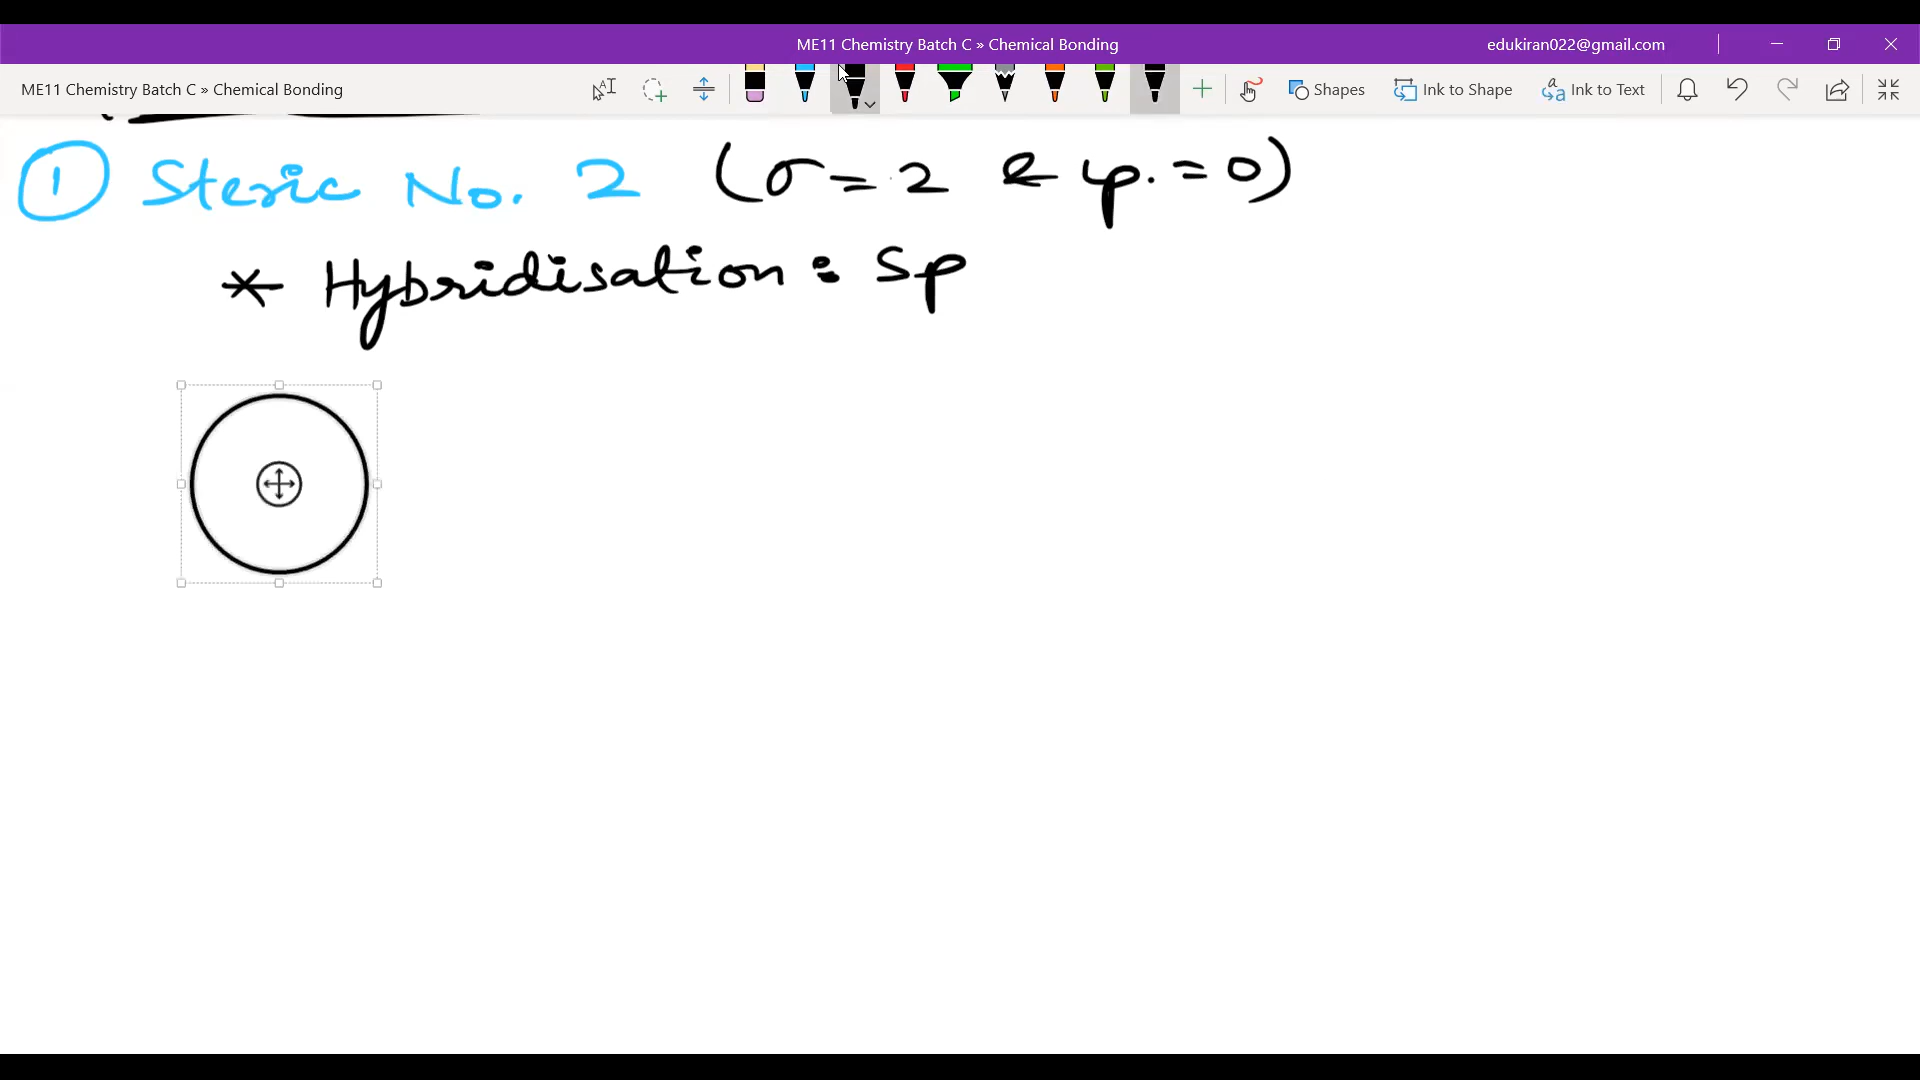 ME11 Chemistry Batch C » Chemical Bonding
edukiran022@gmail.com
ME11 Chemistry Batch C » Chemical Bonding
Shapes
Ink to Shape
Ink to Text
① Steric No. 2 (σ = 2 & lp. = 0)
* Hybridisation : Sp